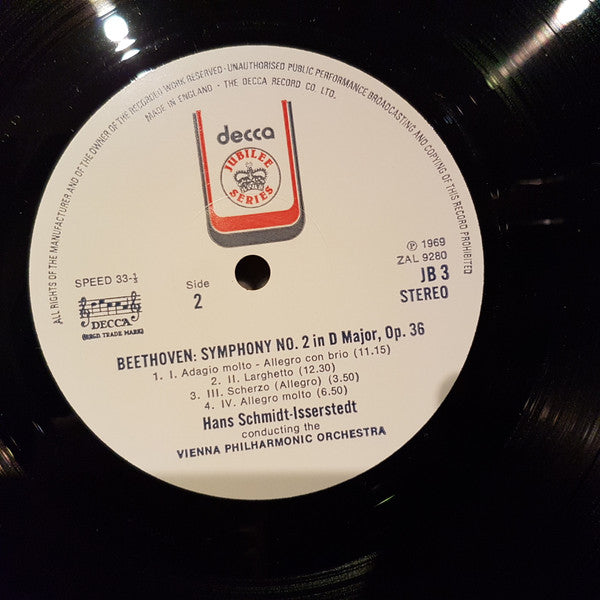 ALL RIGHTS OF THE MANUFACTURER AND OF THE OWNER OF THE RECORDED WORK RESERVED · UNAUTHORISED PUBLIC PERFORMANCE BROADCASTING AND COPYING OF THIS RECORD PROHIBITED
MADE IN ENGLAND · THE DECCA RECORD CO. LTD.
decca
JUBILEE
SERIES
℗ 1969
ZAL 9280
JB 3
STEREO
SPEED 33-⅓
Side
2
DECCA
(REGD. TRADE MARK)
BEETHOVEN: SYMPHONY NO. 2 in D Major, Op. 36
1. I. Adagio molto - Allegro con brio (11.15)
2. II. Larghetto (12.30)
3. III. Scherzo (Allegro) (3.50)
4. IV. Allegro molto (6.50)
Hans Schmidt-Isserstedt
conducting the
VIENNA PHILHARMONIC ORCHESTRA